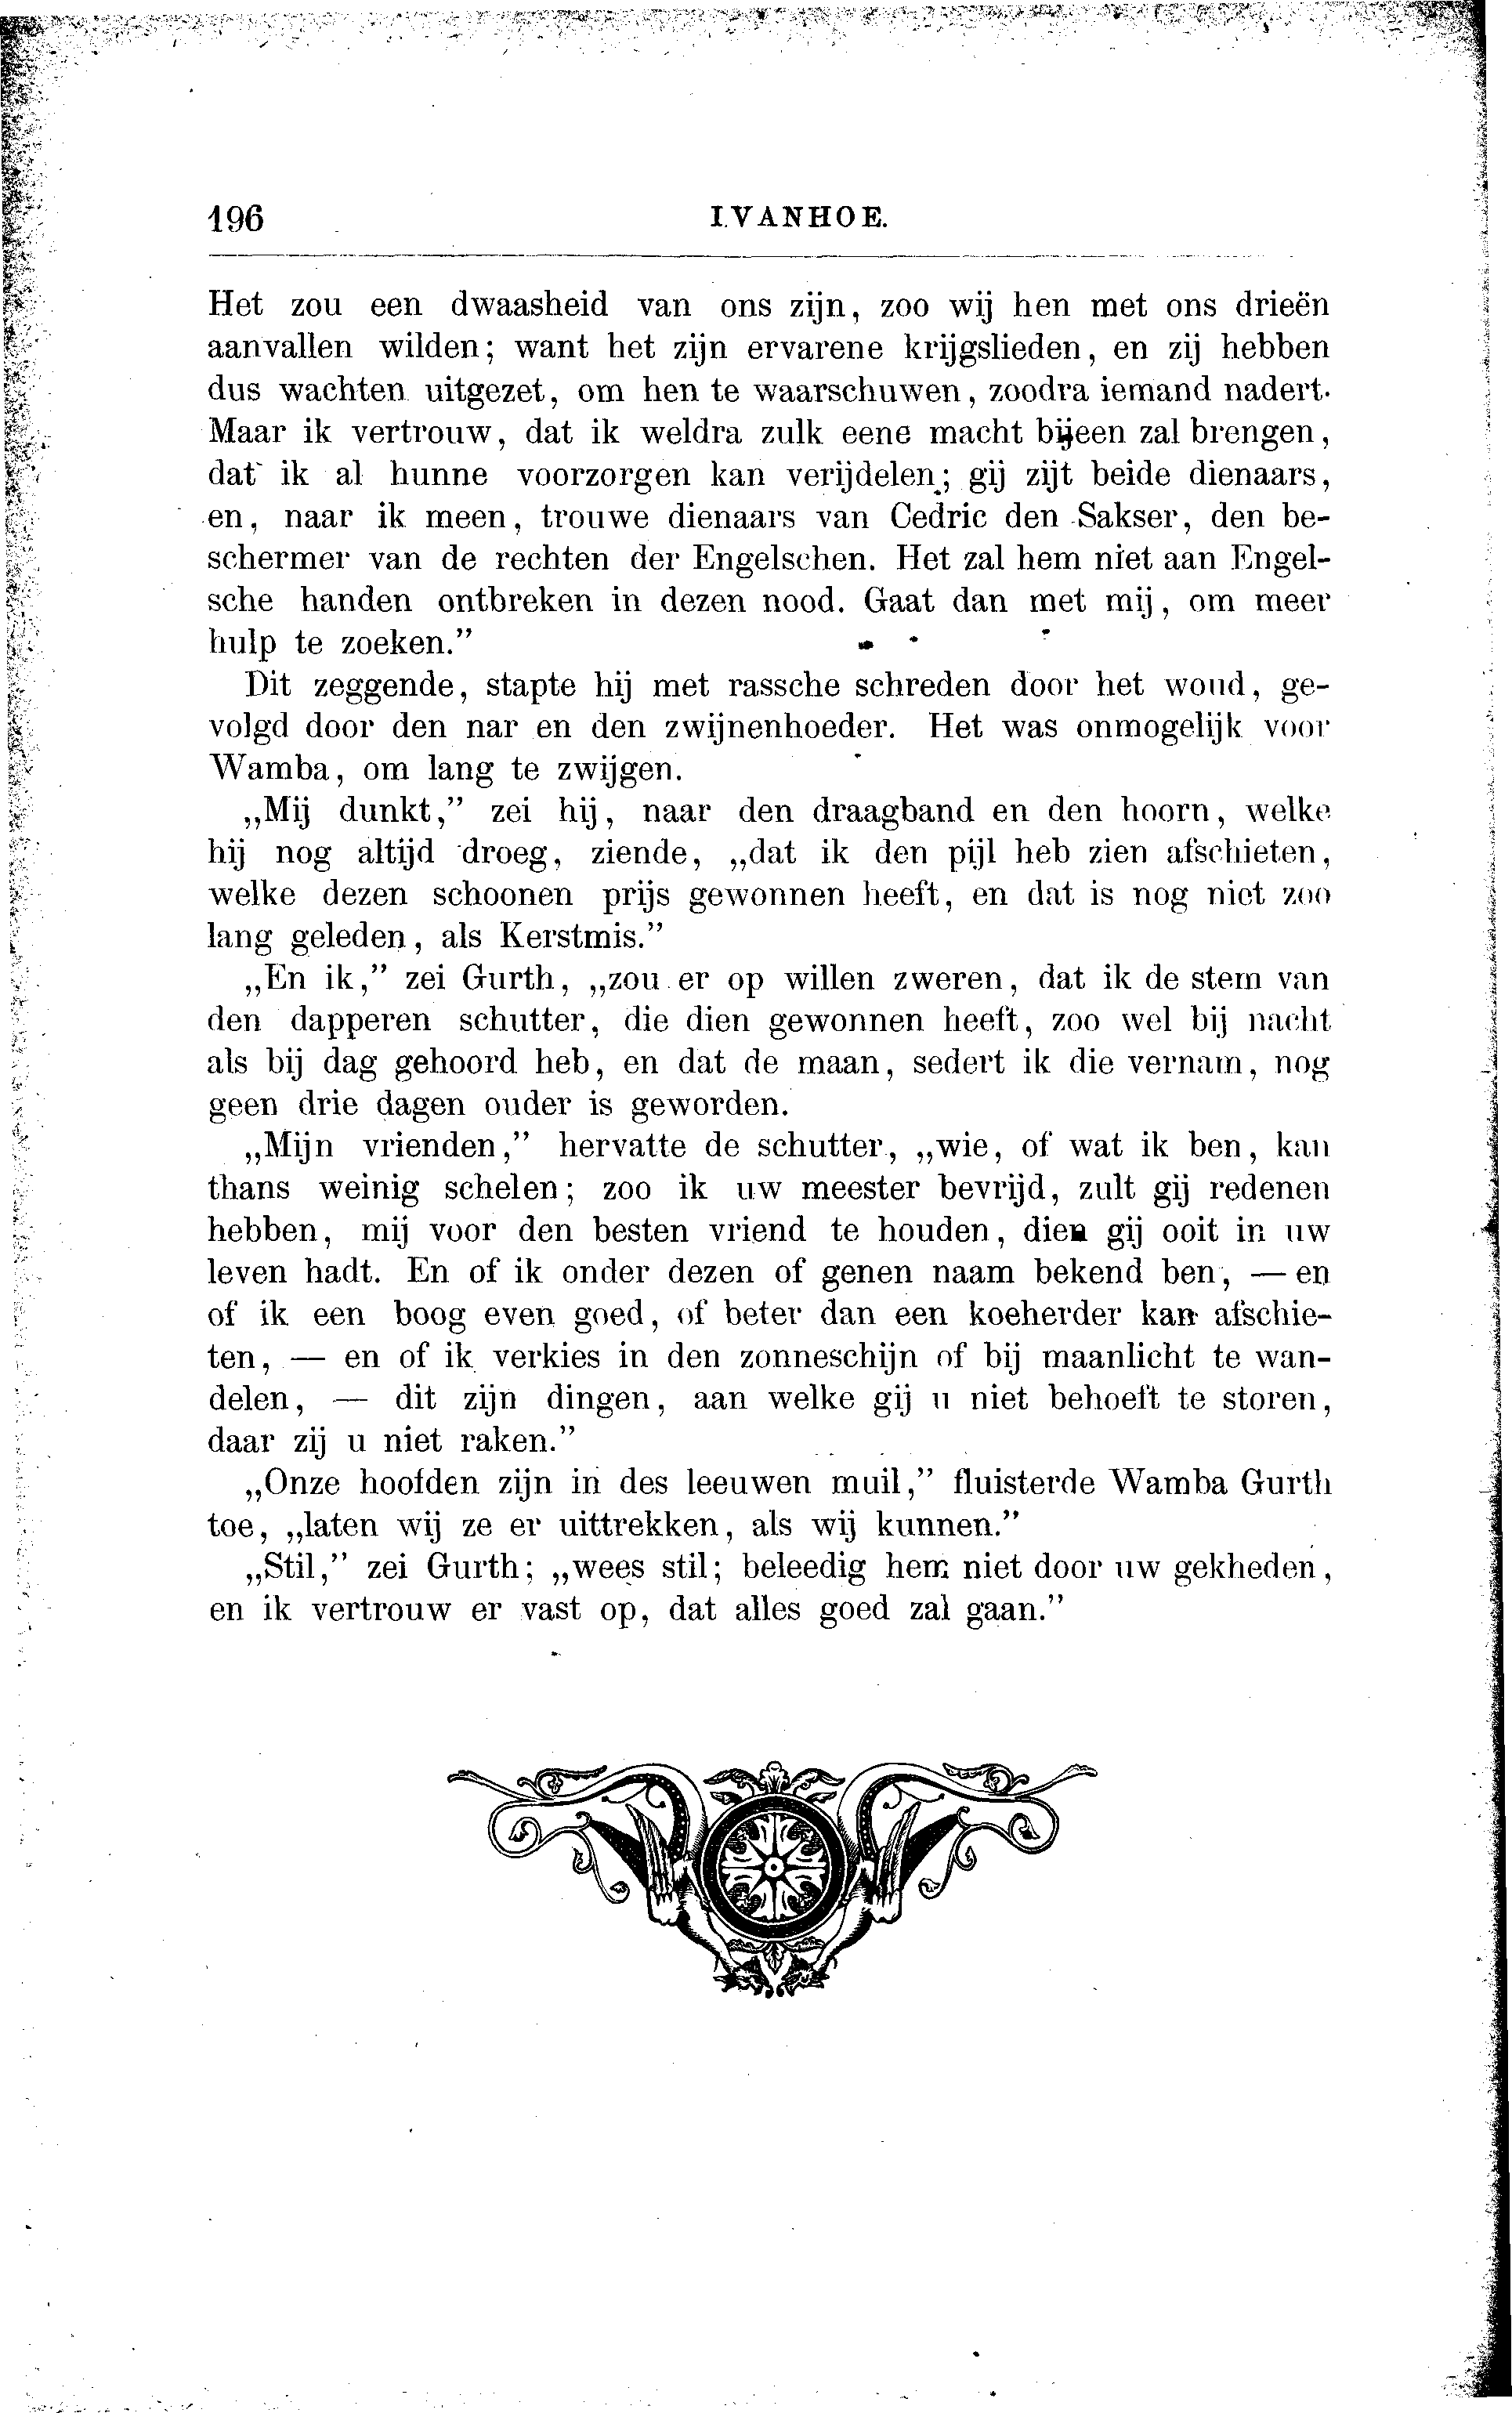 196 IVANHOE.
Het zou een dwaasheid van ons zijn, zoo wij hen met ons drieën
aanvallen wilden; want het zijn ervarene krijgslieden, en zij hebben
dus wachten uitgezet, om hen te waarschuwen, zoodra iemand nadert.
Maar ik vertrouw, dat ik weldra zulk eene macht bijeen zal brengen,
dat ik al hunne voorzorgen kan verijdelen; gij zijt beide dienaars,
en, naar ik meen, trouwe dienaars van Cedric den Sakser, den be-
schermer van de rechten der Engelschen. Het zal hem niet aan Engel-
sche handen ontbreken in dezen nood. Gaat dan met mij, om meer
hulp te zoeken.”
Dit zeggende, stapte hij met rassche schreden door het woud, ge-
volgd door den nar en den zwijnenhoeder. Het was onmogelijk voor
Wamba, om lang te zwijgen.
„Mij dunkt,” zei hij, naar den draagband en den hoorn, welke
hij nog altijd droeg, ziende, „dat ik den pijl heb zien afschieten,
welke dezen schoonen prijs gewonnen heeft, en dat is nog niet zoo
lang geleden, als Kerstmis.”
„En ik,” zei Gurth, „zou er op willen zweren, dat ik de stem van
den dapperen schutter, die dien gewonnen heeft, zoo wel bij nacht
als bij dag gehoord heb, en dat de maan, sedert ik die vernam, nog
geen drie dagen ouder is geworden.
„Mijn vrienden,” hervatte de schutter, „wie, of wat ik ben, kan
thans weinig schelen; zoo ik uw meester bevrijd, zult gij redenen
hebben, mij voor den besten vriend te houden, dien gij ooit in uw
leven hadt. En of ik onder dezen of genen naam bekend ben, — en
of ik een boog even goed, of beter dan een koeherder kan afschie-
ten, — en of ik verkies in den zonneschijn of bij maanlicht te wan-
delen, — dit zijn dingen, aan welke gij u niet behoeft te storen,
daar zij u niet raken.”
„Onze hoofden zijn in des leeuwen muil,” fluisterde Wamba Gurth
toe, „laten wij ze er uittrekken, als wij kunnen.”
„Stil,” zei Gurth; „wees stil; beleedig hem niet door uw gekheden,
en ik vertrouw er vast op, dat alles goed zal gaan.”